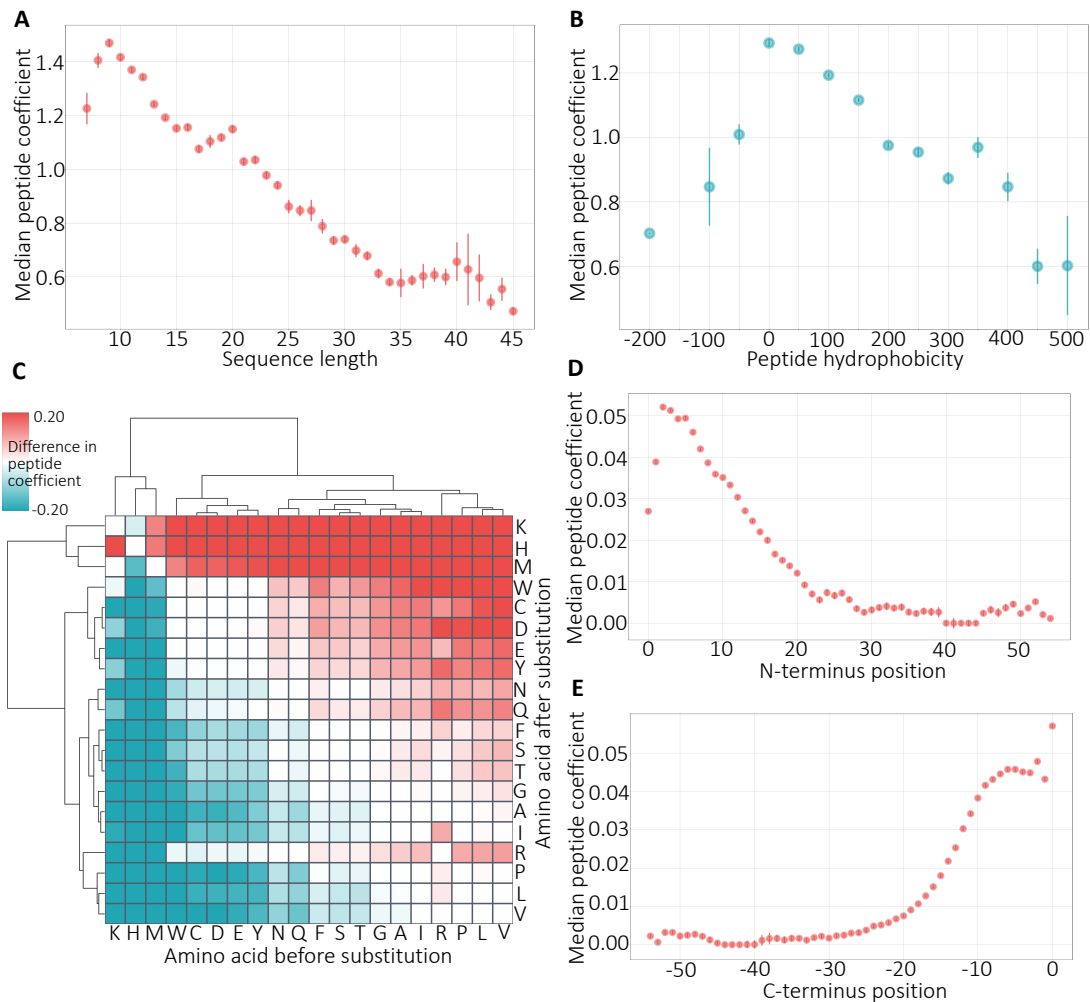 A
Median peptide coefficient
1.4
1.2
1.0
0.8
0.6
10 15 20 25 30 35 40 45
Sequence length
B
Median peptide coefficient
1.2
1.0
0.8
0.6
-200 -100 0 100 200 300 400 500
Peptide hydrophobicity
C
0.20
Difference in
peptide
coefficient
-0.20
K
H
M
W
C
D
E
Y
N
Q
F
S
T
G
A
I
R
P
L
V
Amino acid after substitution
K H M W C D E Y N Q F S T G A I R P L V
Amino acid before substitution
D
Median peptide coefficient
0.05
0.04
0.03
0.02
0.01
0.00
0 10 20 30 40 50
N-terminus position
E
Median peptide coefficient
0.05
0.04
0.03
0.02
0.01
0.00
-50 -40 -30 -20 -10 0
C-terminus position